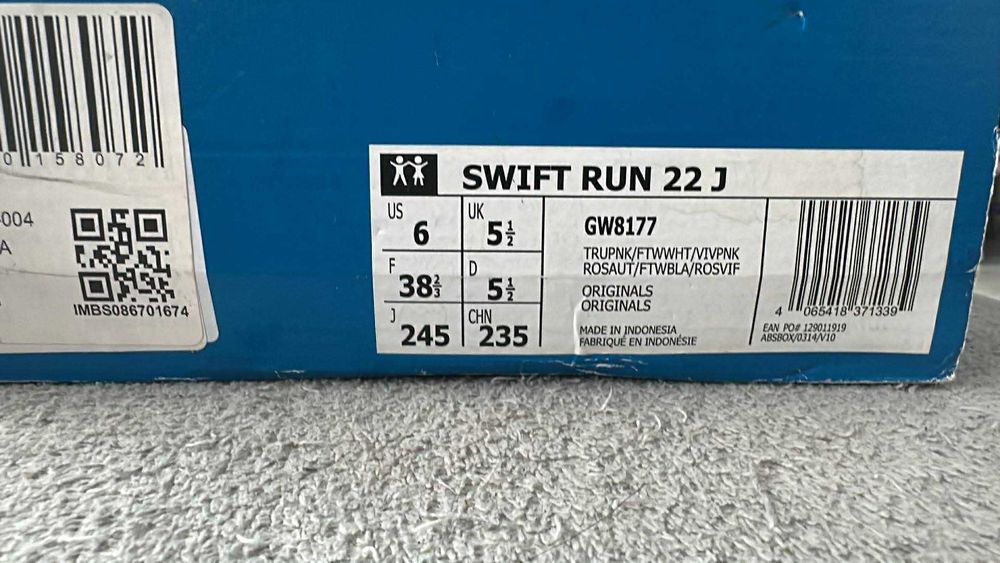 0158072
-004
A
IMBS086701674
SWIFT RUN 22 J
US 6 UK 5½
F 38⅔ D 5½
J 245 CHN 235
GW8177
TRUPNK/FTWWHT/VIVPNK
ROSAUT/FTWBLA/ROSVIF
ORIGINALS
ORIGINALS
MADE IN INDONESIA
FABRIQUÉ EN INDONÉSIE
4 065418 371339
EAN PO# 129011919
ABSBOX/0314/V10